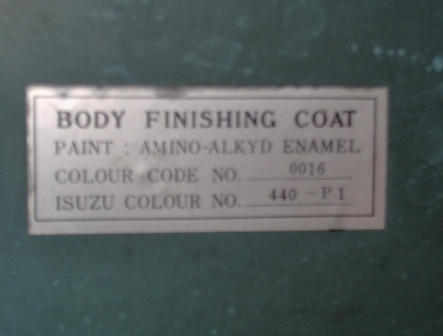 BODY FINISHING COAT
PAINT : AMINO-ALKYD ENAMEL
COLOUR CODE NO. 0016
ISUZU COLOUR NO. 440 - P 1